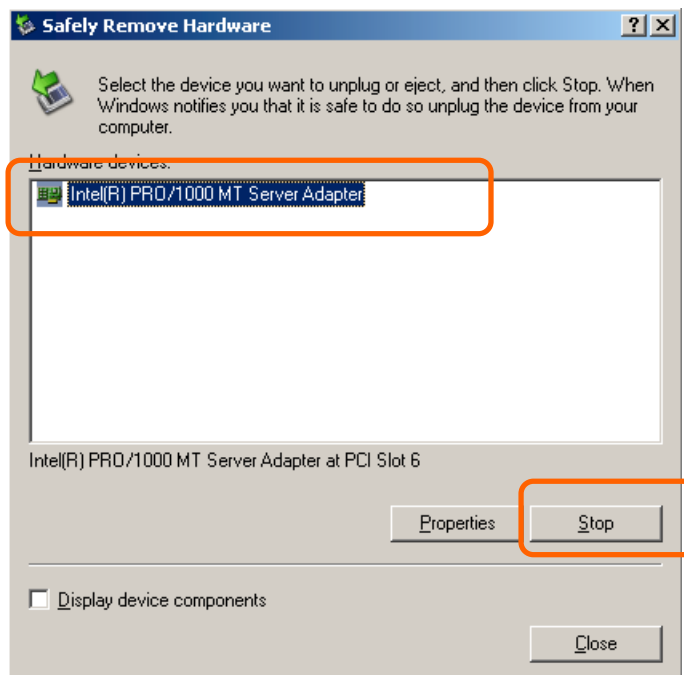 Safely Remove Hardware
Select the device you want to unplug or eject, and then click Stop. When
Windows notifies you that it is safe to do so unplug the device from your
computer.
Hardware devices:
Intel(R) PRO/1000 MT Server Adapter
Intel(R) PRO/1000 MT Server Adapter at PCI Slot 6
Properties Stop
Display device components
Close